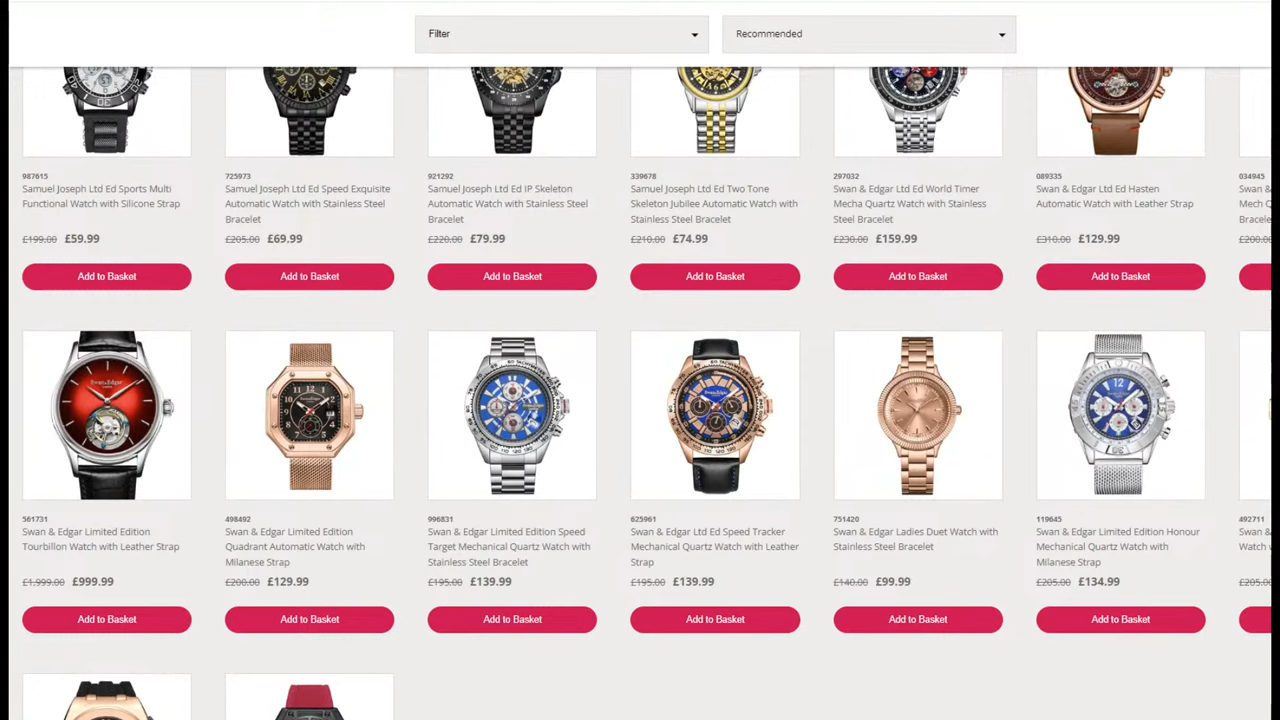 Filter
Recommended
987615
Samuel Joseph Ltd Ed Sports Multi
Functional Watch with Silicone Strap
£199.00 £59.99
Add to Basket
725973
Samuel Joseph Ltd Ed Speed Exquisite
Automatic Watch with Stainless Steel
Bracelet
£205.00 £69.99
Add to Basket
921292
Samuel Joseph Ltd Ed IP Skeleton
Automatic Watch with Stainless Steel
Bracelet
£220.00 £79.99
Add to Basket
339678
Samuel Joseph Ltd Ed Two Tone
Skeleton Jubilee Automatic Watch with
Stainless Steel Bracelet
£210.00 £74.99
Add to Basket
297032
Swan & Edgar Ltd Ed World Timer
Mecha Quartz Watch with Stainless
Steel Bracelet
£230.00 £159.99
Add to Basket
089335
Swan & Edgar Ltd Ed Hasten
Automatic Watch with Leather Strap
£310.00 £129.99
Add to Basket
034945
Swan &
Mech Q
Bracele
£200.0
561731
Swan & Edgar Limited Edition
Tourbillon Watch with Leather Strap
£1,999.00 £999.99
Add to Basket
498492
Swan & Edgar Limited Edition
Quadrant Automatic Watch with
Milanese Strap
£200.00 £129.99
Add to Basket
996831
Swan & Edgar Limited Edition Speed
Target Mechanical Quartz Watch with
Stainless Steel Bracelet
£195.00 £139.99
Add to Basket
625961
Swan & Edgar Ltd Ed Speed Tracker
Mechanical Quartz Watch with Leather
Strap
£195.00 £139.99
Add to Basket
751420
Swan & Edgar Ladies Duet Watch with
Stainless Steel Bracelet
£140.00 £99.99
Add to Basket
119645
Swan & Edgar Limited Edition Honour
Mechanical Quartz Watch with
Milanese Strap
£205.00 £134.99
Add to Basket
492711
Swan &
Watch w
£205.0